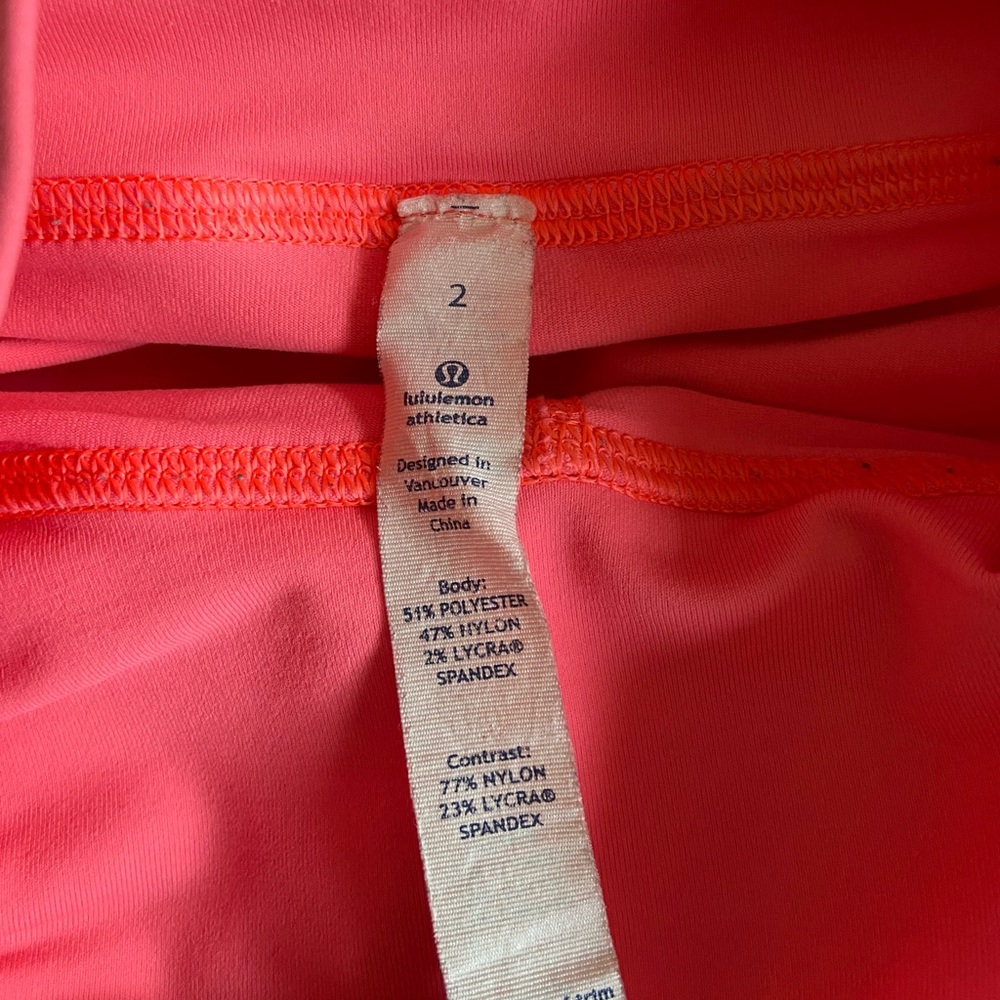 2
lululemon
athletica
Designed in
Vancouver
Made in
China
Body:
51% POLYESTER
47% NYLON
2% LYCRA®
SPANDEX
Contrast:
77% NYLON
23% LYCRA®
SPANDEX
trim